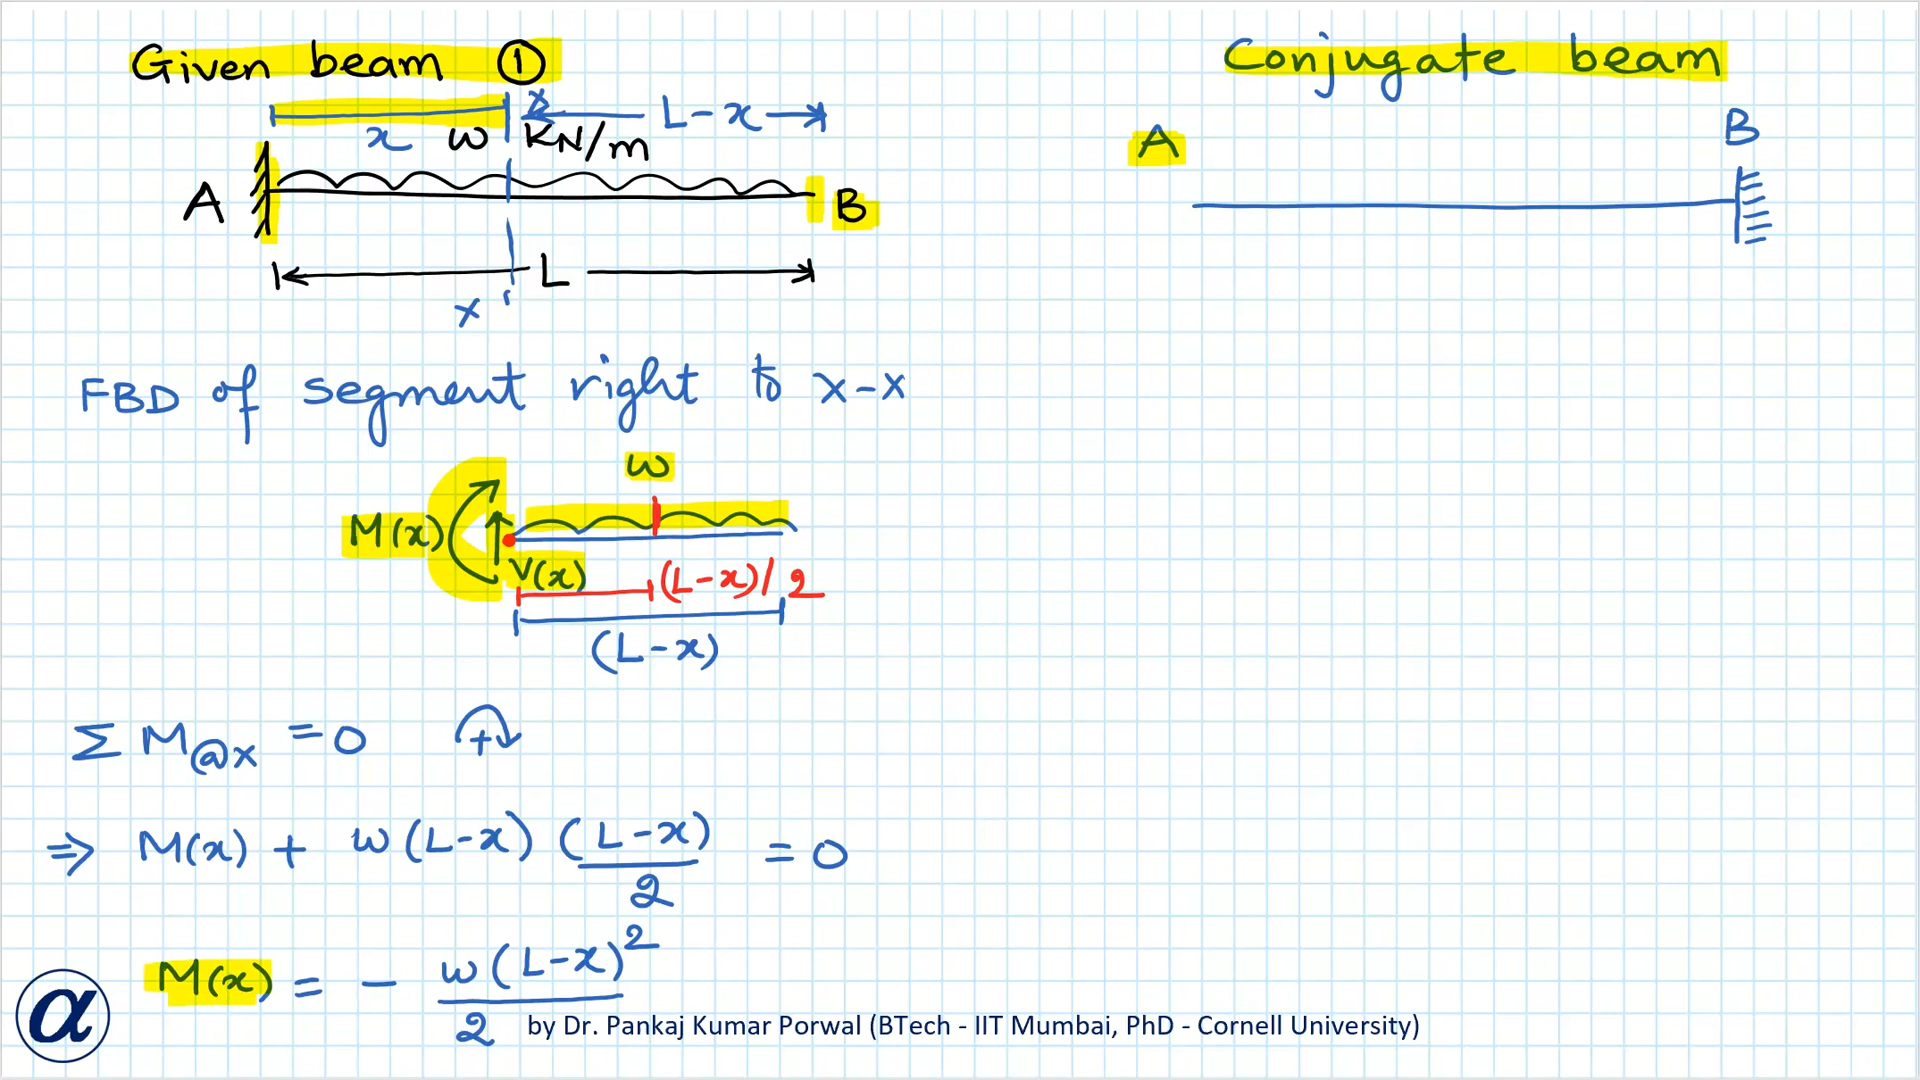 Given beam ①
x
x
L-x
w KN/m
A
B
L
x
FBD of segment right to x-x
w
M(x)
V(x)
(L-x)/2
(L-x)
Σ M@x = 0 +
⇒ M(x) + w(L-x) (L-x)/2 = 0
M(x) = - w(L-x)²/2
Conjugate beam
A
B
α
by Dr. Pankaj Kumar Porwal (BTech - IIT Mumbai, PhD - Cornell University)